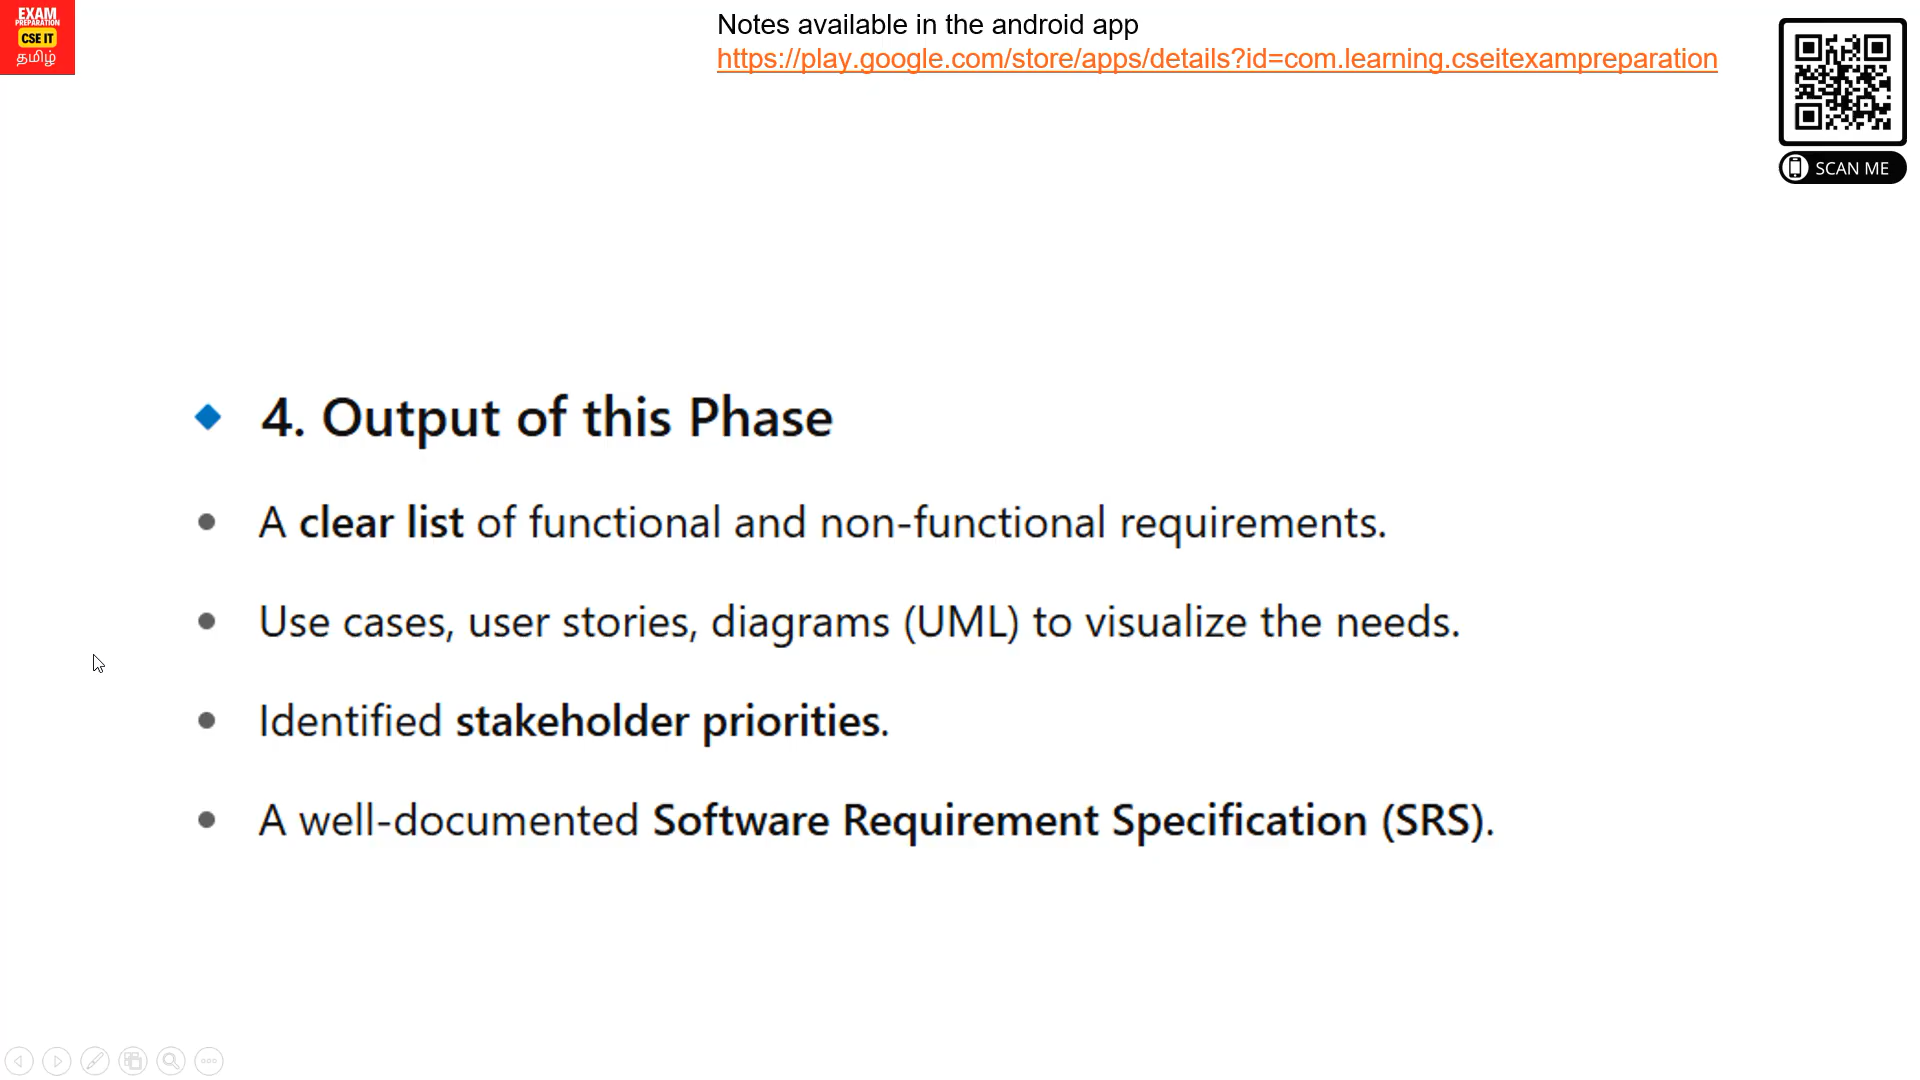 EXAM
PREPARATION
CSE IT
தமிழ்
Notes available in the android app
https://play.google.com/store/apps/details?id=com.learning.cseitexampreparation
SCAN ME
4. Output of this Phase
A clear list of functional and non-functional requirements.
Use cases, user stories, diagrams (UML) to visualize the needs.
Identified stakeholder priorities.
A well-documented Software Requirement Specification (SRS).